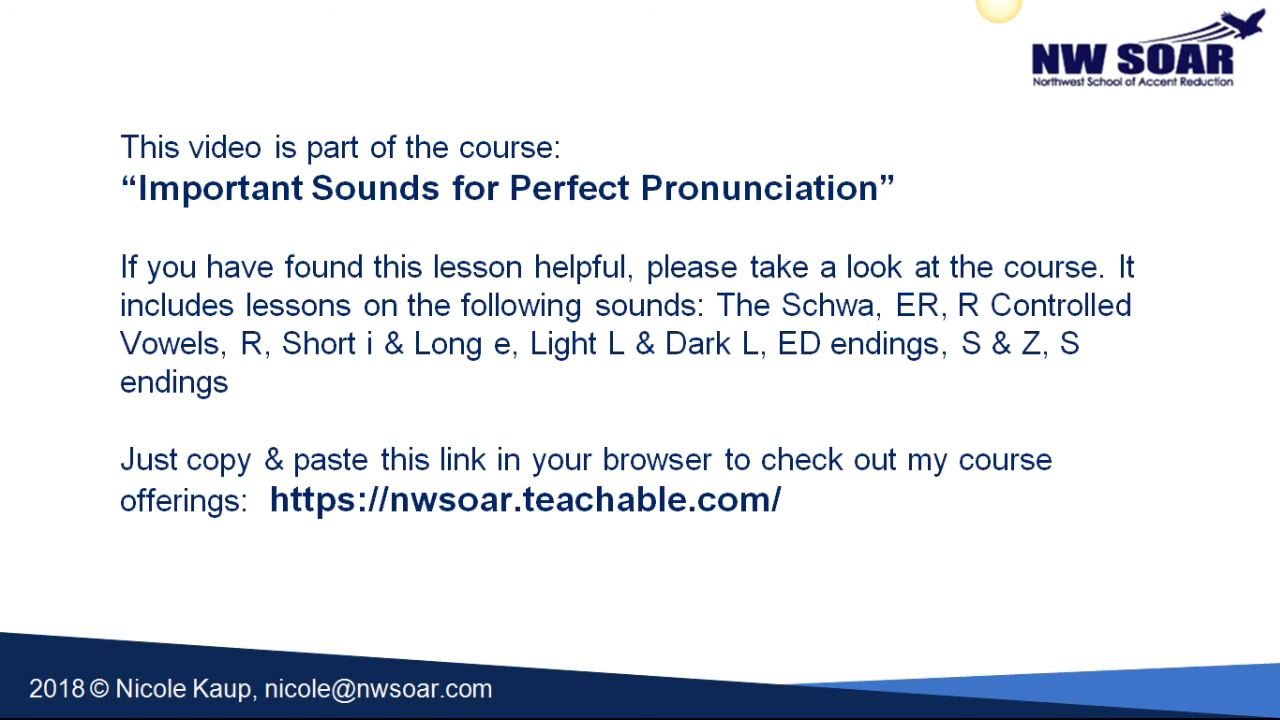 NW SOAR
Northwest School of Accent Reduction
This video is part of the course:
“Important Sounds for Perfect Pronunciation”
If you have found this lesson helpful, please take a look at the course. It
includes lessons on the following sounds: The Schwa, ER, R Controlled
Vowels, R, Short i & Long e, Light L & Dark L, ED endings, S & Z, S
endings
Just copy & paste this link in your browser to check out my course
offerings: https://nwsoar.teachable.com/
2018 © Nicole Kaup, nicole@nwsoar.com